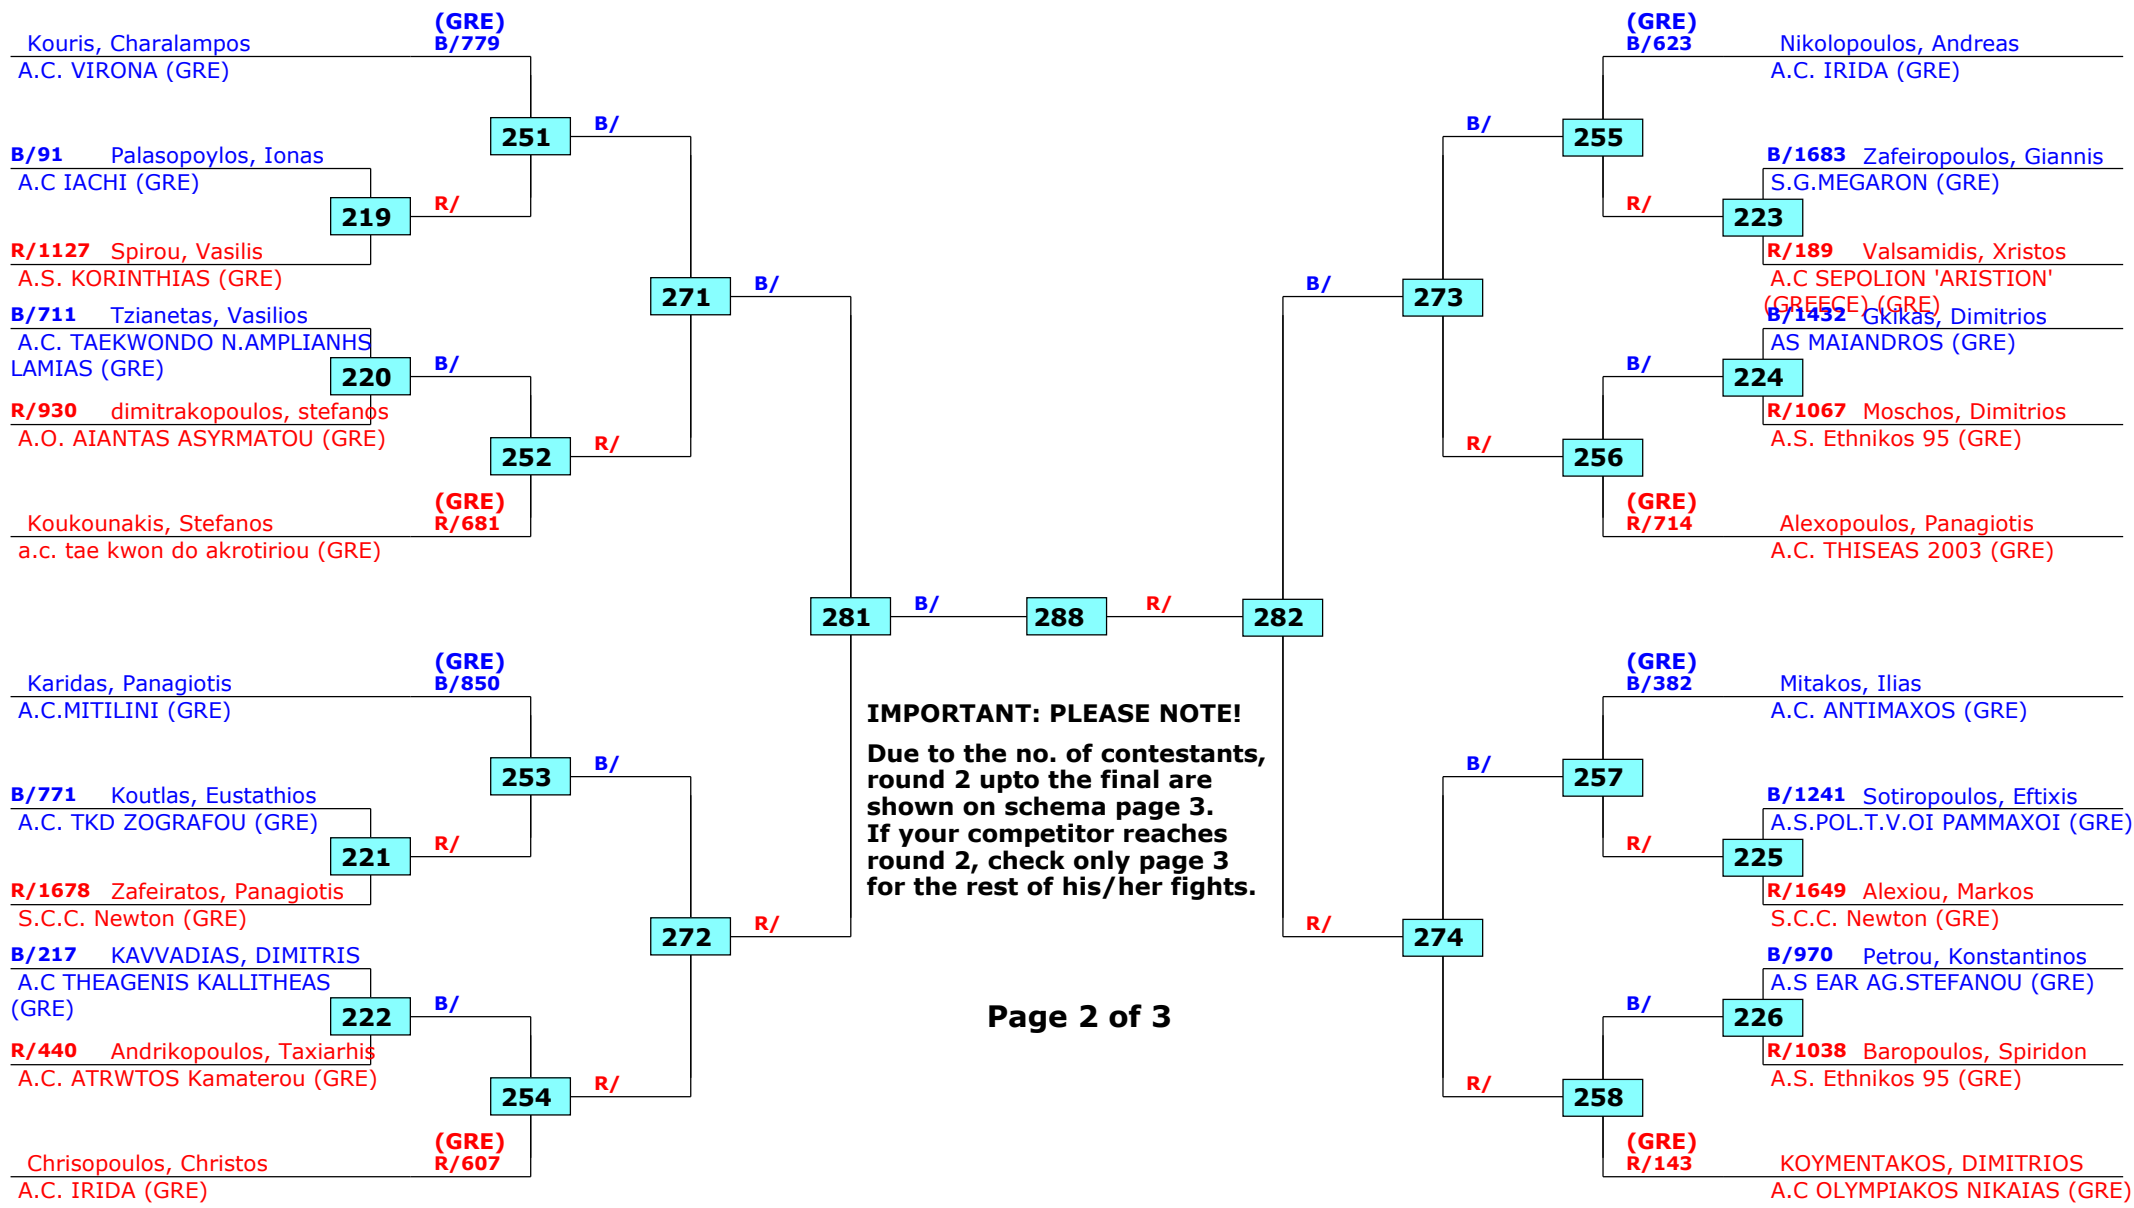 (GRE)
Kouris, Charalampos B/779
A.C. VIRONA (GRE)
251 B/
B/91 Palasopoylos, Ionas
A.C IACHI (GRE)
219 R/
R/1127 Spirou, Vasilis
A.S. KORINTHIAS (GRE)
271 B/
B/711 Tzianetas, Vasilios
A.C. TAEKWONDO N.AMPLIANHS
LAMIAS (GRE)
220 B/
R/930 dimitrakopoulos, stefanos
A.O. AIANTAS ASYRMATOU (GRE)
252 R/
(GRE)
Koukounakis, Stefanos R/681
a.c. tae kwon do akrotiriou (GRE)
281 B/ 288 R/ 282
(GRE)
Karidas, Panagiotis B/850
A.C.MITILINI (GRE)
253 B/
B/771 Koutlas, Eustathios
A.C. TKD ZOGRAFOU (GRE)
221 R/
R/1678 Zafeiratos, Panagiotis
S.C.C. Newton (GRE)
272 R/
B/217 KAVVADIAS, DIMITRIS
A.C THEAGENIS KALLITHEAS
(GRE)
222 B/
R/440 Andrikopoulos, Taxiarhis
A.C. ATRWTOS Kamaterou (GRE)
254 R/
(GRE)
Chrisopoulos, Christos R/607
A.C. IRIDA (GRE)
IMPORTANT: PLEASE NOTE!
Due to the no. of contestants,
round 2 upto the final are
shown on schema page 3.
If your competitor reaches
round 2, check only page 3
for the rest of his/her fights.
Page 2 of 3
(GRE)
B/623 Nikolopoulos, Andreas
A.C. IRIDA (GRE)
B/ 255
B/1683 Zafeiropoulos, Giannis
S.G.MEGARON (GRE)
R/ 223
R/189 Valsamidis, Xristos
A.C SEPOLION 'ARISTION'
(GREECE) (GRE)
B/ 273
B/1432 Gkikas, Dimitrios
AS MAIANDROS (GRE)
B/ 224
R/1067 Moschos, Dimitrios
A.S. Ethnikos 95 (GRE)
R/ 256
(GRE)
R/714 Alexopoulos, Panagiotis
A.C. THISEAS 2003 (GRE)
(GRE)
B/382 Mitakos, Ilias
A.C. ANTIMAXOS (GRE)
B/ 257
B/1241 Sotiropoulos, Eftixis
A.S.POL.T.V.OI PAMMAXOI (GRE)
R/ 225
R/1649 Alexiou, Markos
S.C.C. Newton (GRE)
R/ 274
B/970 Petrou, Konstantinos
A.S EAR AG.STEFANOU (GRE)
B/ 226
R/1038 Baropoulos, Spiridon
A.S. Ethnikos 95 (GRE)
R/ 258
(GRE)
R/143 KOYMENTAKOS, DIMITRIOS
A.C OLYMPIAKOS NIKAIAS (GRE)